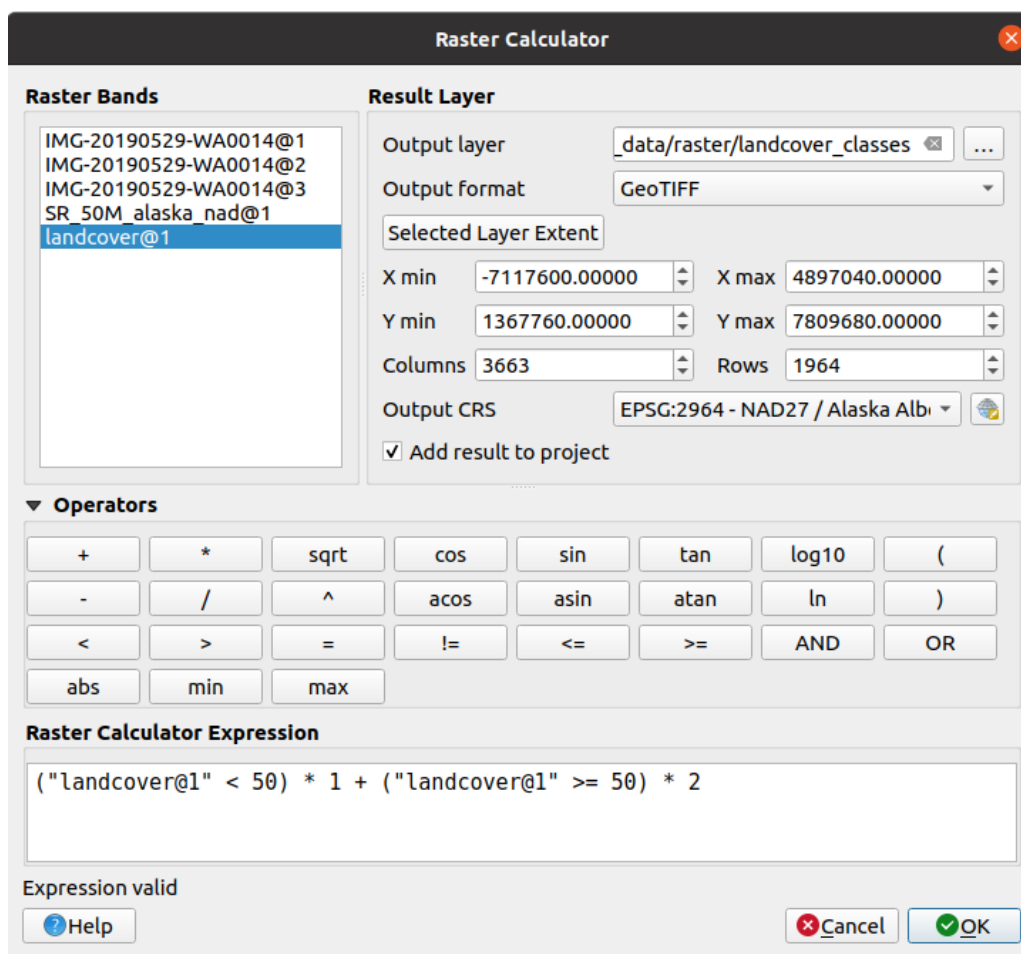 Raster Calculator
Raster Bands
IMG-20190529-WA0014@1
IMG-20190529-WA0014@2
IMG-20190529-WA0014@3
SR_50M_alaska_nad@1
landcover@1
Result Layer
Output layer _data/raster/landcover_classes ...
Output format GeoTIFF
Selected Layer Extent
X min -7117600.00000 X max 4897040.00000
Y min 1367760.00000 Y max 7809680.00000
Columns 3663 Rows 1964
Output CRS EPSG:2964 - NAD27 / Alaska Alb
Add result to project
Operators
+ * sqrt cos sin tan log10 (
- / ^ acos asin atan ln )
< > = != <= >= AND OR
abs min max
Raster Calculator Expression
("landcover@1" < 50) * 1 + ("landcover@1" >= 50) * 2
Expression valid
Help Cancel OK